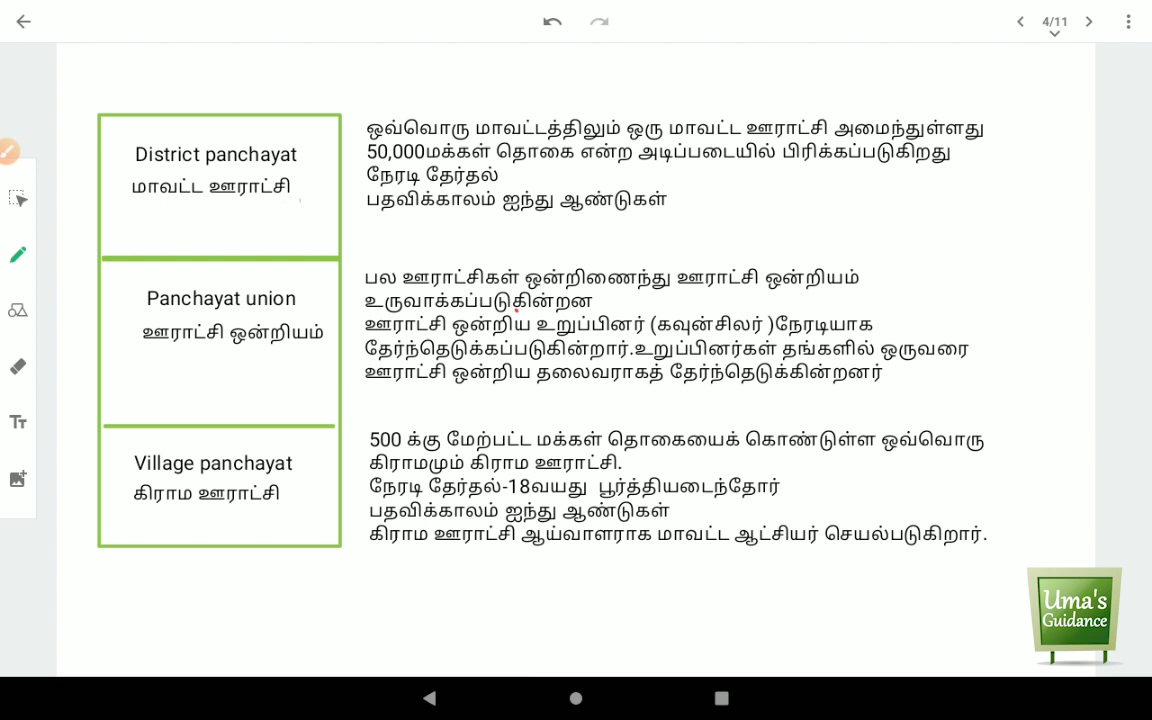 4/11
District panchayat
மாவட்ட ஊராட்சி
ஒவ்வொரு மாவட்டத்திலும் ஒரு மாவட்ட ஊராட்சி அமைந்துள்ளது
50,000மக்கள் தொகை என்ற அடிப்படையில் பிரிக்கப்படுகிறது
நேரடி தேர்தல்
பதவிக்காலம் ஐந்து ஆண்டுகள்
Panchayat union
ஊராட்சி ஒன்றியம்
பல ஊராட்சிகள் ஒன்றிணைந்து ஊராட்சி ஒன்றியம்
உருவாக்கப்படுகின்றன
ஊராட்சி ஒன்றிய உறுப்பினர் (கவுன்சிலர் )நேரடியாக
தேர்ந்தெடுக்கப்படுகின்றார்.உறுப்பினர்கள் தங்களில் ஒருவரை
ஊராட்சி ஒன்றிய தலைவராகத் தேர்ந்தெடுக்கின்றனர்
Village panchayat
கிராம ஊராட்சி
500 க்கு மேற்பட்ட மக்கள் தொகையைக் கொண்டுள்ள ஒவ்வொரு
கிராமமும் கிராம ஊராட்சி.
நேரடி தேர்தல்-18வயது பூர்த்தியடைந்தோர்
பதவிக்காலம் ஐந்து ஆண்டுகள்
கிராம ஊராட்சி ஆய்வாளராக மாவட்ட ஆட்சியர் செயல்படுகிறார்.
Tт
Uma's
Guidance